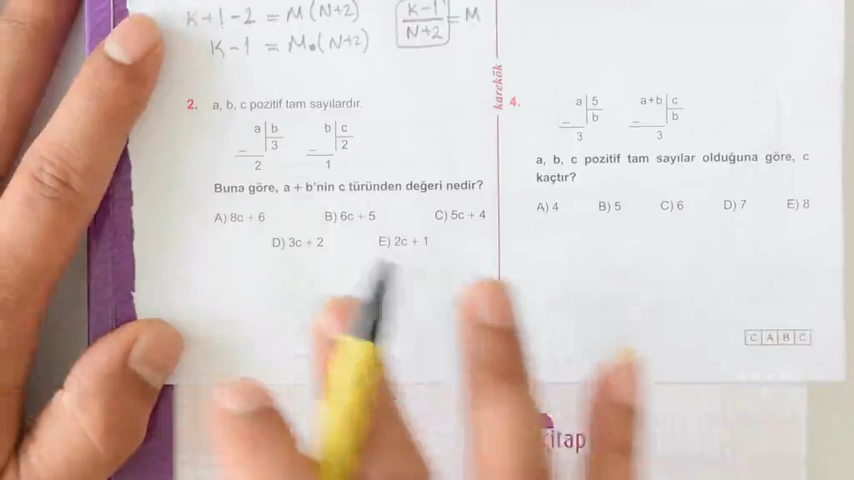 K+1-2 = M(N+2)
K-1 = M.(N+2)
K-1
N+2
= M
2. a, b, c pozitif tam sayılardır.
a b
3
2
b c
2
1
Buna göre, a + b'nin c türünden değeri nedir?
A) 8c + 6 B) 6c + 5 C) 5c + 4
D) 3c + 2 E) 2c + 1
karekök
4.
a 5
b
3
a+b c
b
3
a, b, c pozitif tam sayılar olduğuna göre, c
kaçtır?
A) 4 B) 5 C) 6 D) 7 E) 8
C A B C
kitap